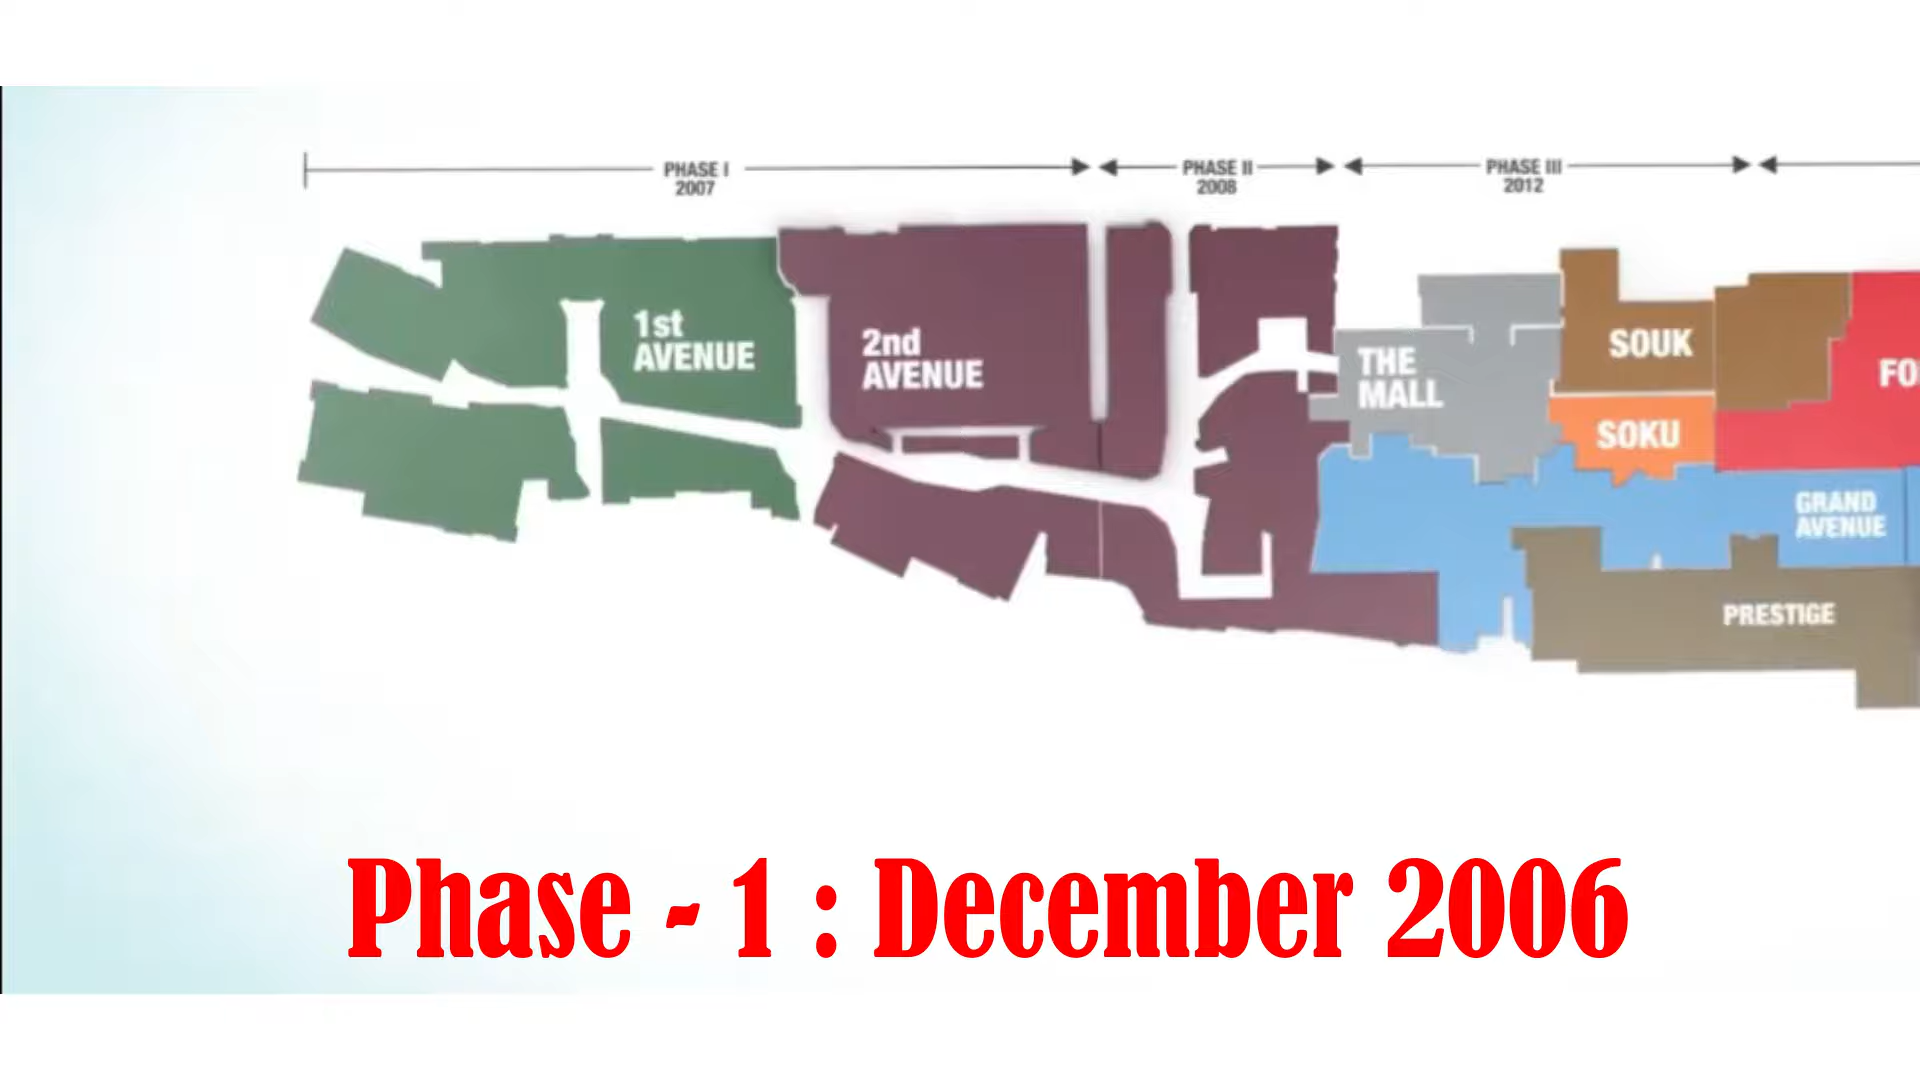 PHASE I
2007
PHASE II
2008
PHASE III
2012
1st
AVENUE
2nd
AVENUE
THE
MALL
SOUK
SOKU
FO
GRAND
AVENUE
PRESTIGE
Phase - 1 : December 2006